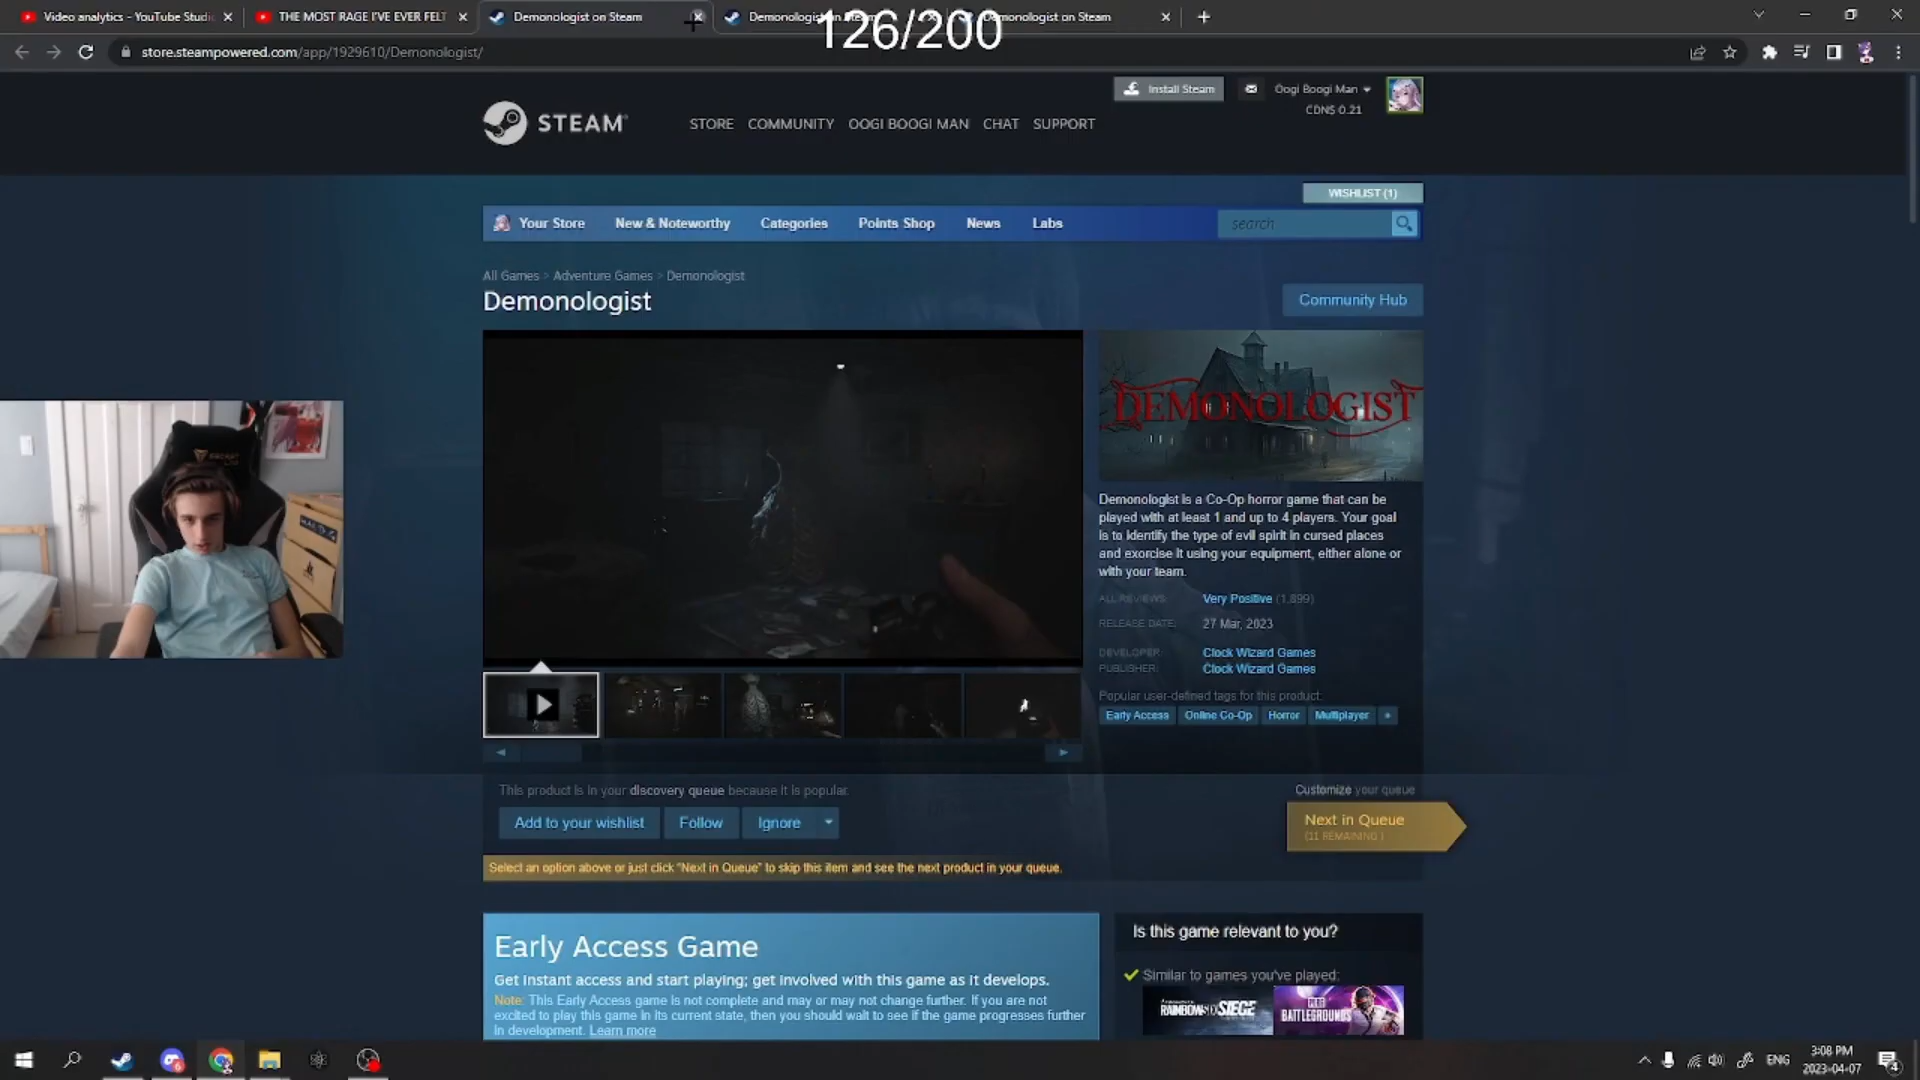 Video analytics - YouTube Studi
THE MOST RAGE I'VE EVER FELT
Demonologist on Steam
Demonologist on Steam
Demonologist on Steam
126/200
store.steampowered.com/app/1929610/Demonologist/
Install Steam
Oogi Boogi Man
CDN$ 0.21
STEAM
STORE COMMUNITY OOGI BOOGI MAN CHAT SUPPORT
WISHLIST (1)
Your Store New & Noteworthy Categories Points Shop News Labs
search
All Games > Adventure Games > Demonologist
Demonologist
Community Hub
DEMONOLOGIST
Demonologist is a Co-Op horror game that can be
played with at least 1 and up to 4 players. Your goal
is to identify the type of evil spirit in cursed places
and exorcise it using your equipment, either alone or
with your team.
ALL REVIEWS: Very Positive (1,899)
RELEASE DATE: 27 Mar, 2023
DEVELOPER: Clock Wizard Games
PUBLISHER: Clock Wizard Games
Popular user-defined tags for this product:
Early Access Online Co-Op Horror Multiplayer +
This product is in your discovery queue because it is popular.
Customize your queue
Add to your wishlist Follow Ignore
Next in Queue
(11 REMAINING )
Select an option above or just click "Next in Queue" to skip this item and see the next product in your queue.
Early Access Game
Get instant access and start playing; get involved with this game as it develops.
Note: This Early Access game is not complete and may or may not change further. If you are not
excited to play this game in its current state, then you should wait to see if the game progresses further
in development. Learn more
Is this game relevant to you?
Similar to games you've played:
RAINBOW SIX SIEGE
BATTLEGROUNDS
ENG
3:08 PM
2023-04-07
4